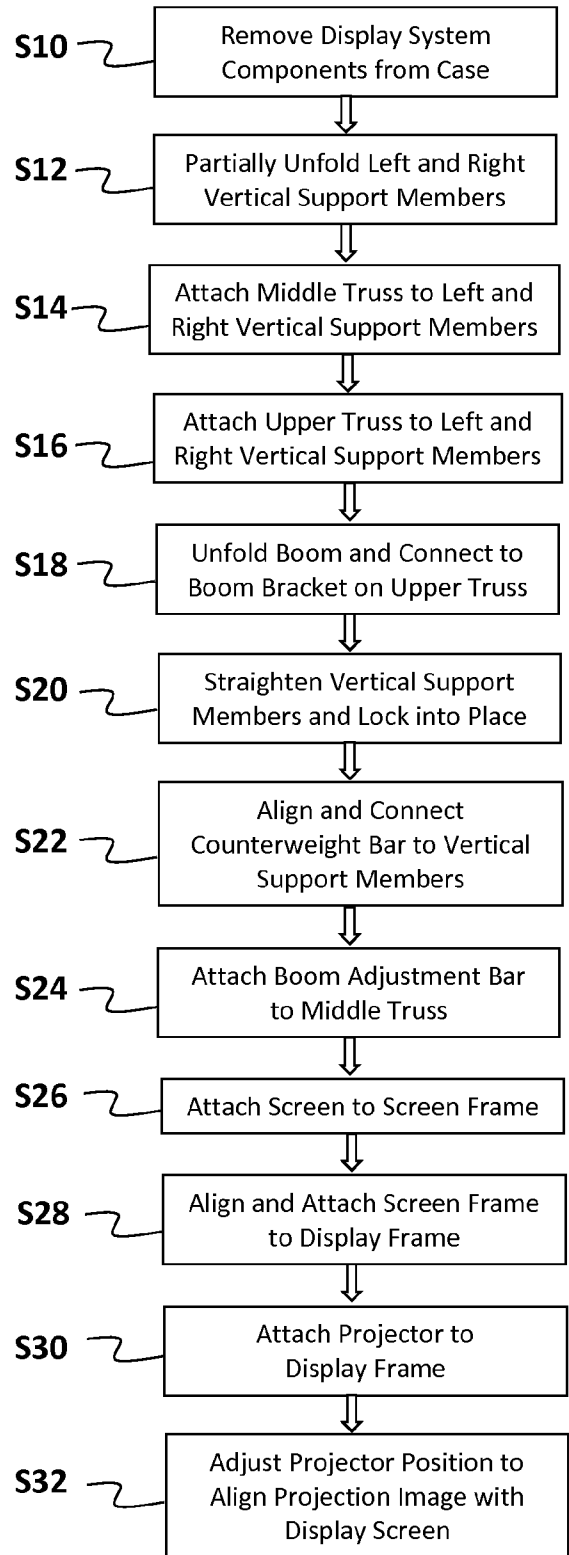 S10
Remove Display System
Components from Case
S12
Partially Unfold Left and Right
Vertical Support Members
S14
Attach Middle Truss to Left and
Right Vertical Support Members
S16
Attach Upper Truss to Left and
Right Vertical Support Members
S18
Unfold Boom and Connect to
Boom Bracket on Upper Truss
S20
Straighten Vertical Support
Members and Lock into Place
S22
Align and Connect
Counterweight Bar to Vertical
Support Members
S24
Attach Boom Adjustment Bar
to Middle Truss
S26
Attach Screen to Screen Frame
S28
Align and Attach Screen Frame
to Display Frame
S30
Attach Projector to
Display Frame
S32
Adjust Projector Position to
Align Projection Image with
Display Screen